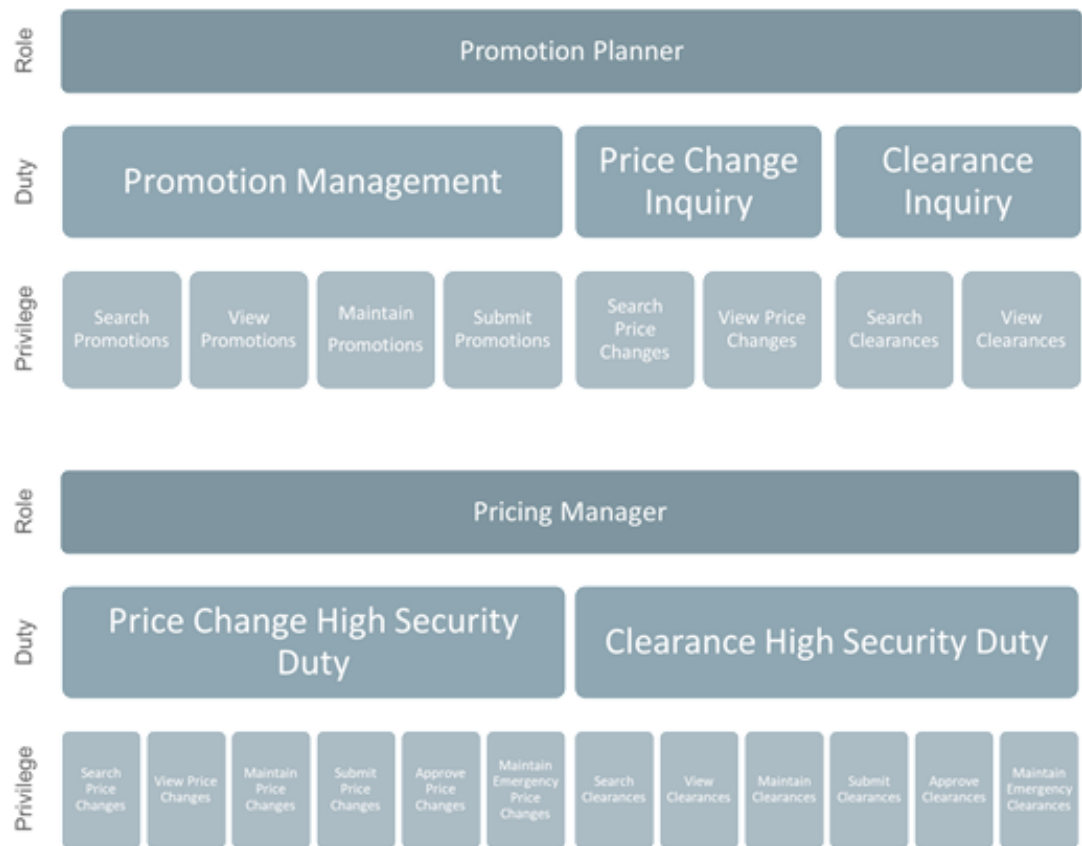 Role
Promotion Planner
Duty
Promotion Management
Price Change
Inquiry
Clearance
Inquiry
Privilege
Search
Promotions
View
Promotions
Maintain
Promotions
Submit
Promotions
Search
Price
Changes
View Price
Changes
Search
Clearances
View
Clearances
Role
Pricing Manager
Duty
Price Change High Security
Duty
Clearance High Security Duty
Privilege
Search
Price
Changes
View Price
Changes
Maintain
Price
Changes
Submit
Price
Changes
Approve
Price
Changes
Maintain
Emergency
Price
Changes
Search
Clearances
View
Clearances
Maintain
Clearances
Submit
Clearances
Approve
Clearances
Maintain
Emergency
Clearances